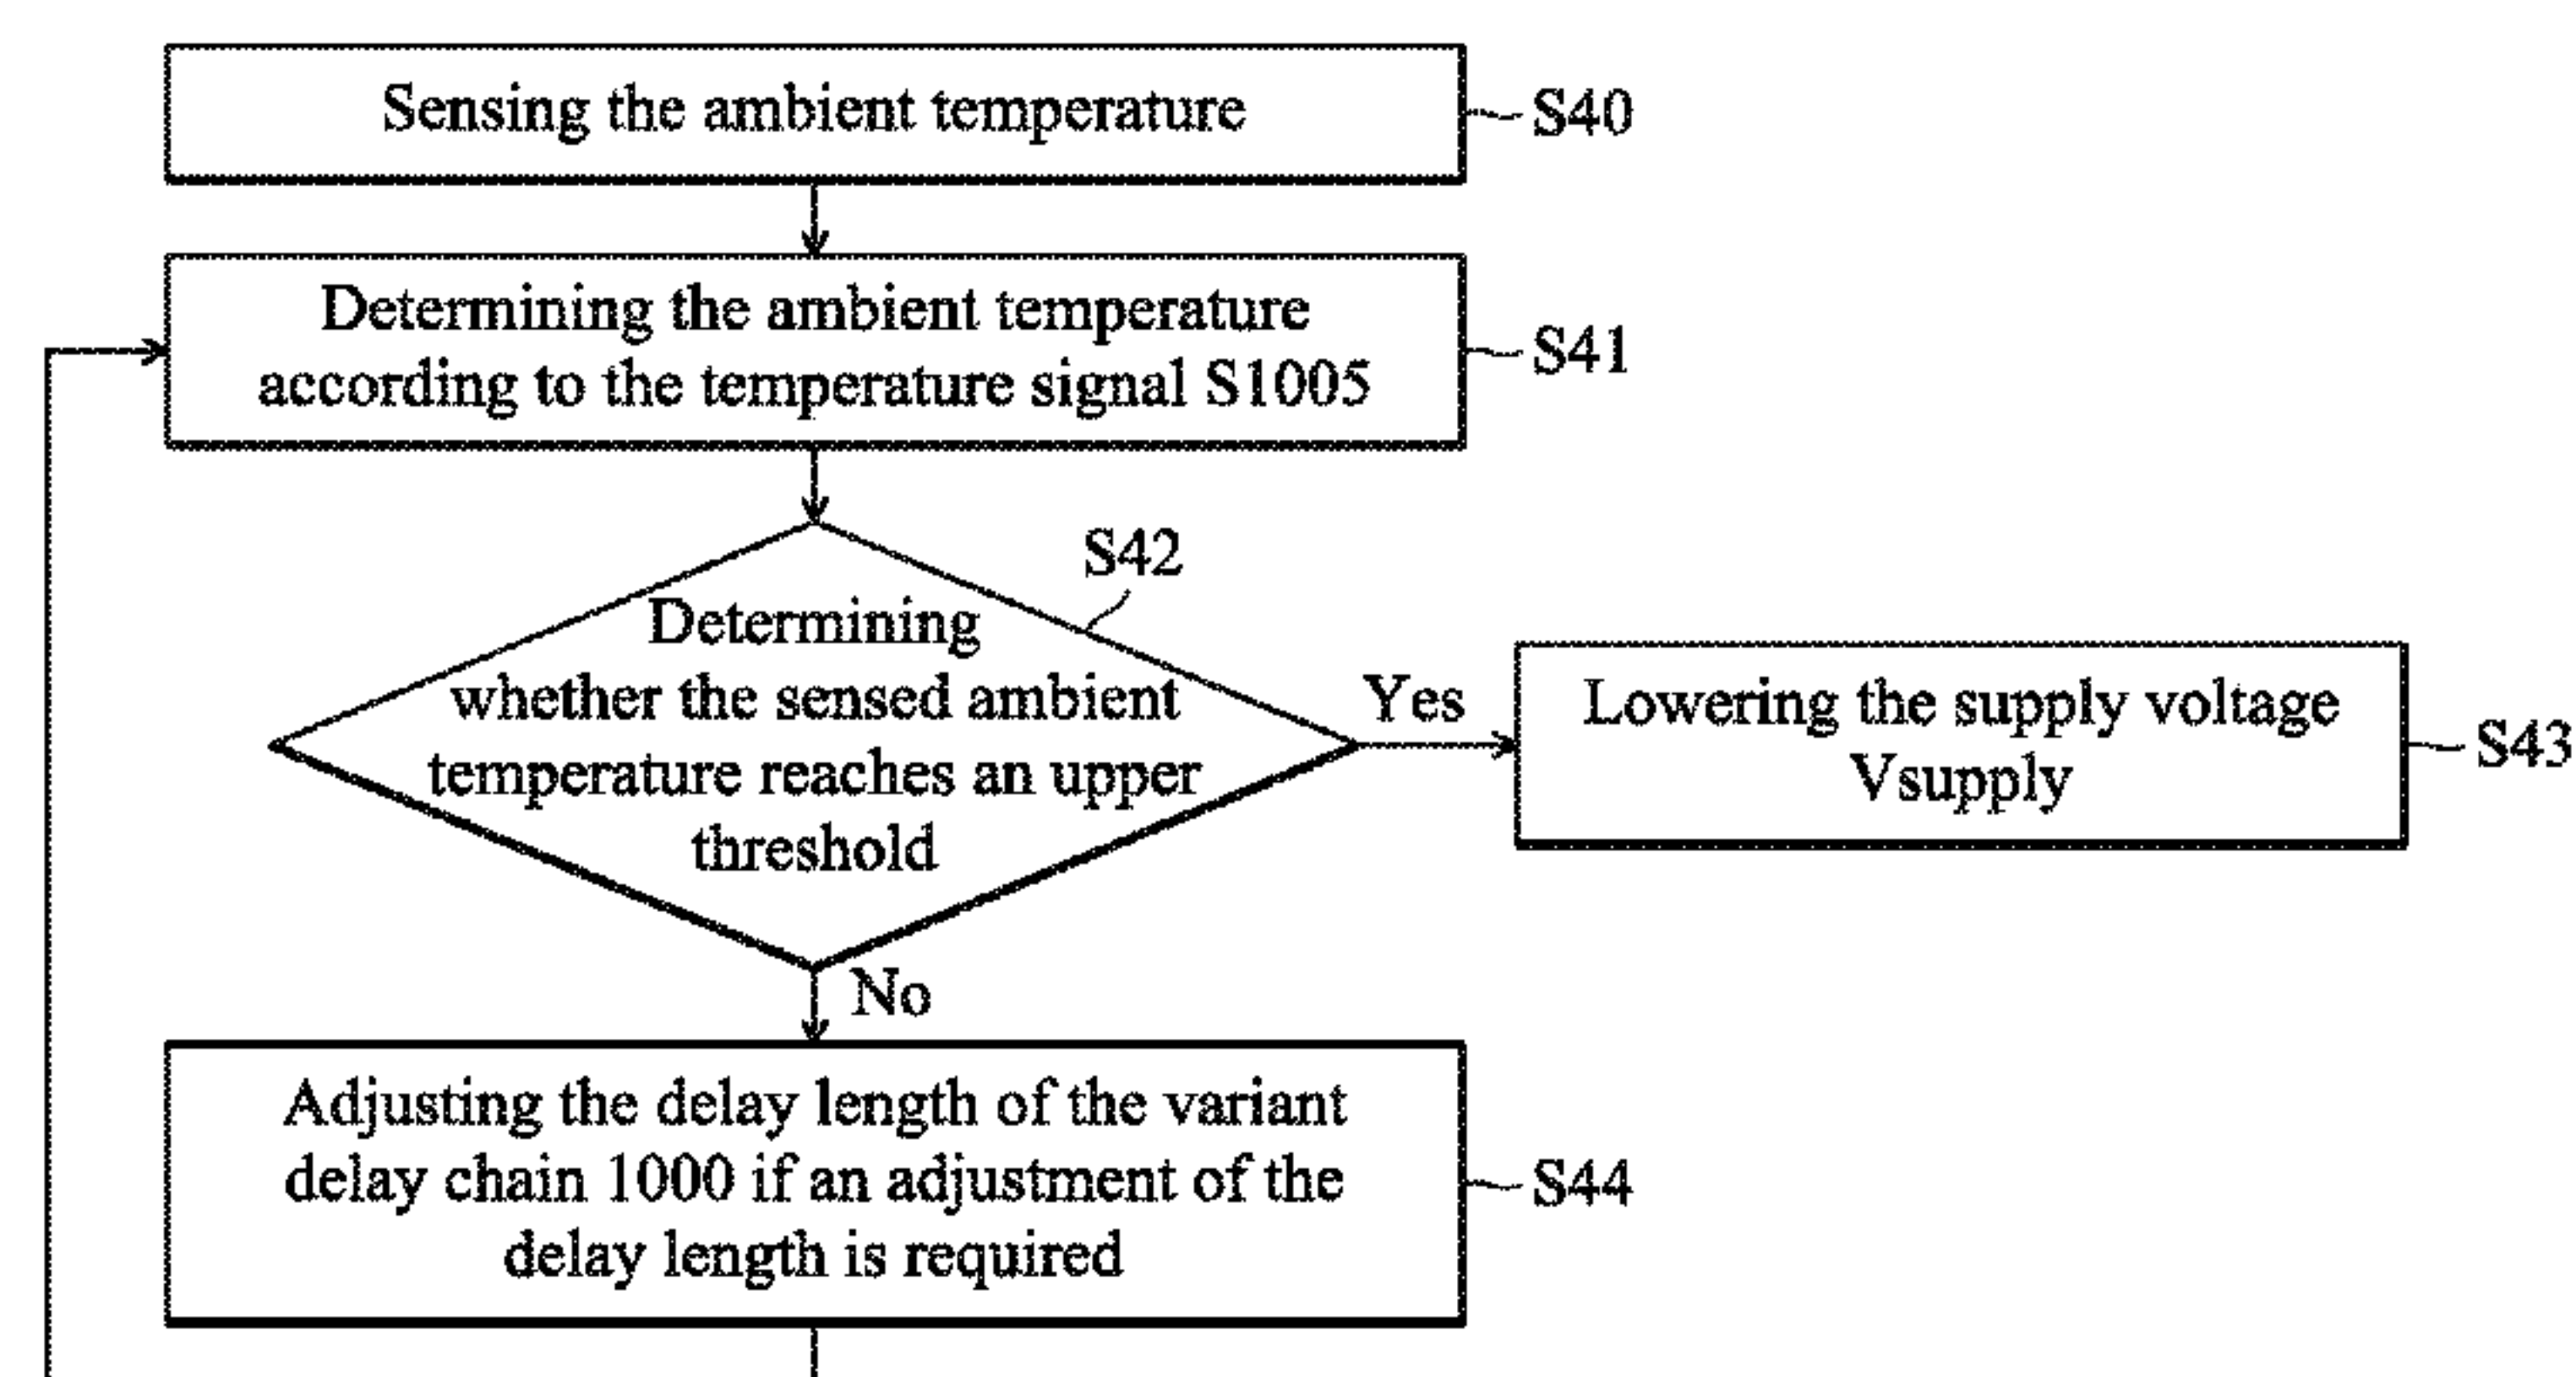 Sensing the ambient temperature
S40
Determining the ambient temperature
according to the temperature signal S1005
S41
S42
Determining
whether the sensed ambient
temperature reaches an upper
threshold
Yes
Lowering the supply voltage
Vsupply
S43
No
Adjusting the delay length of the variant
delay chain 1000 if an adjustment of the
delay length is required
S44